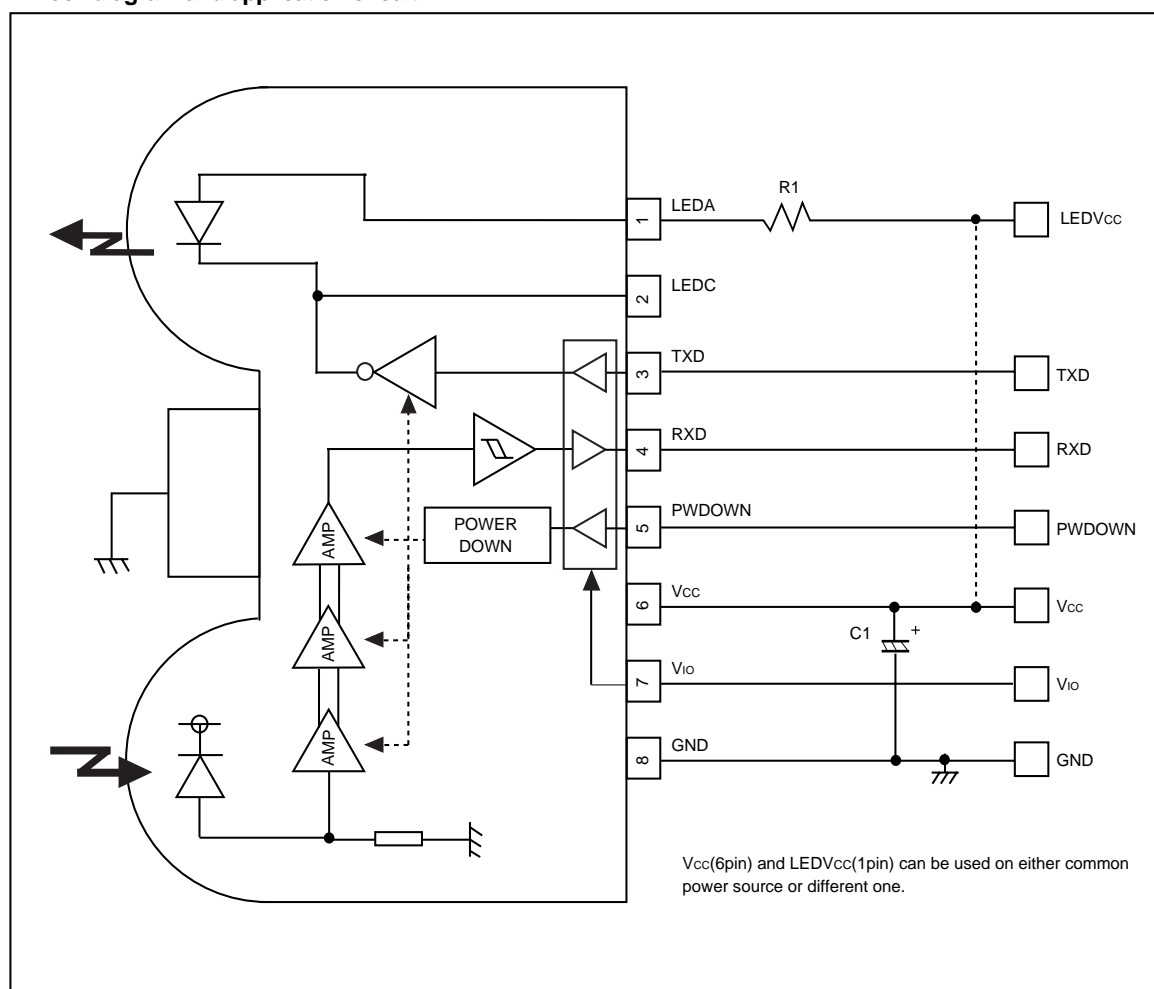 R1
1
LEDA
LEDVcc
2
LEDC
3
TXD
TXD
4
RXD
RXD
POWER
DOWN
5
PWDOWN
PWDOWN
6
Vcc
Vcc
C1
+
7
VIO
VIO
8
GND
GND
AMP
AMP
AMP
Vcc(6pin) and LEDVcc(1pin) can be used on either common
power source or different one.